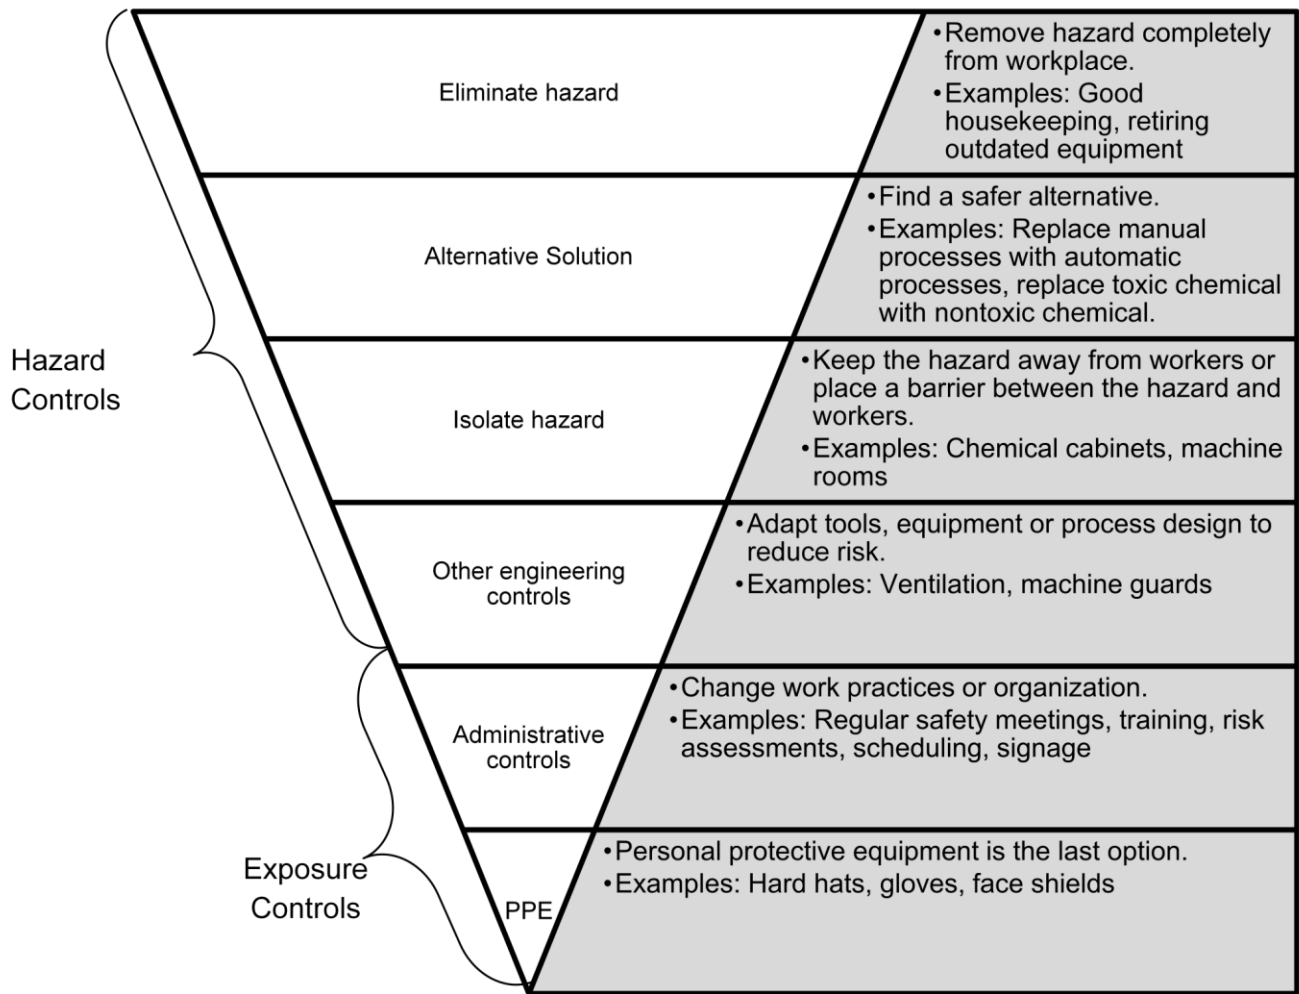 Eliminate hazard
•Remove hazard completely
from workplace.
•Examples: Good
housekeeping, retiring
outdated equipment
Alternative Solution
•Find a safer alternative.
•Examples: Replace manual
processes with automatic
processes, replace toxic chemical
with nontoxic chemical.
Hazard
Controls
Isolate hazard
•Keep the hazard away from workers or
place a barrier between the hazard and
workers.
•Examples: Chemical cabinets, machine
rooms
Other engineering
controls
•Adapt tools, equipment or process design to
reduce risk.
•Examples: Ventilation, machine guards
Administrative
controls
•Change work practices or organization.
•Examples: Regular safety meetings, training, risk
assessments, scheduling, signage
Exposure
Controls
PPE
•Personal protective equipment is the last option.
•Examples: Hard hats, gloves, face shields